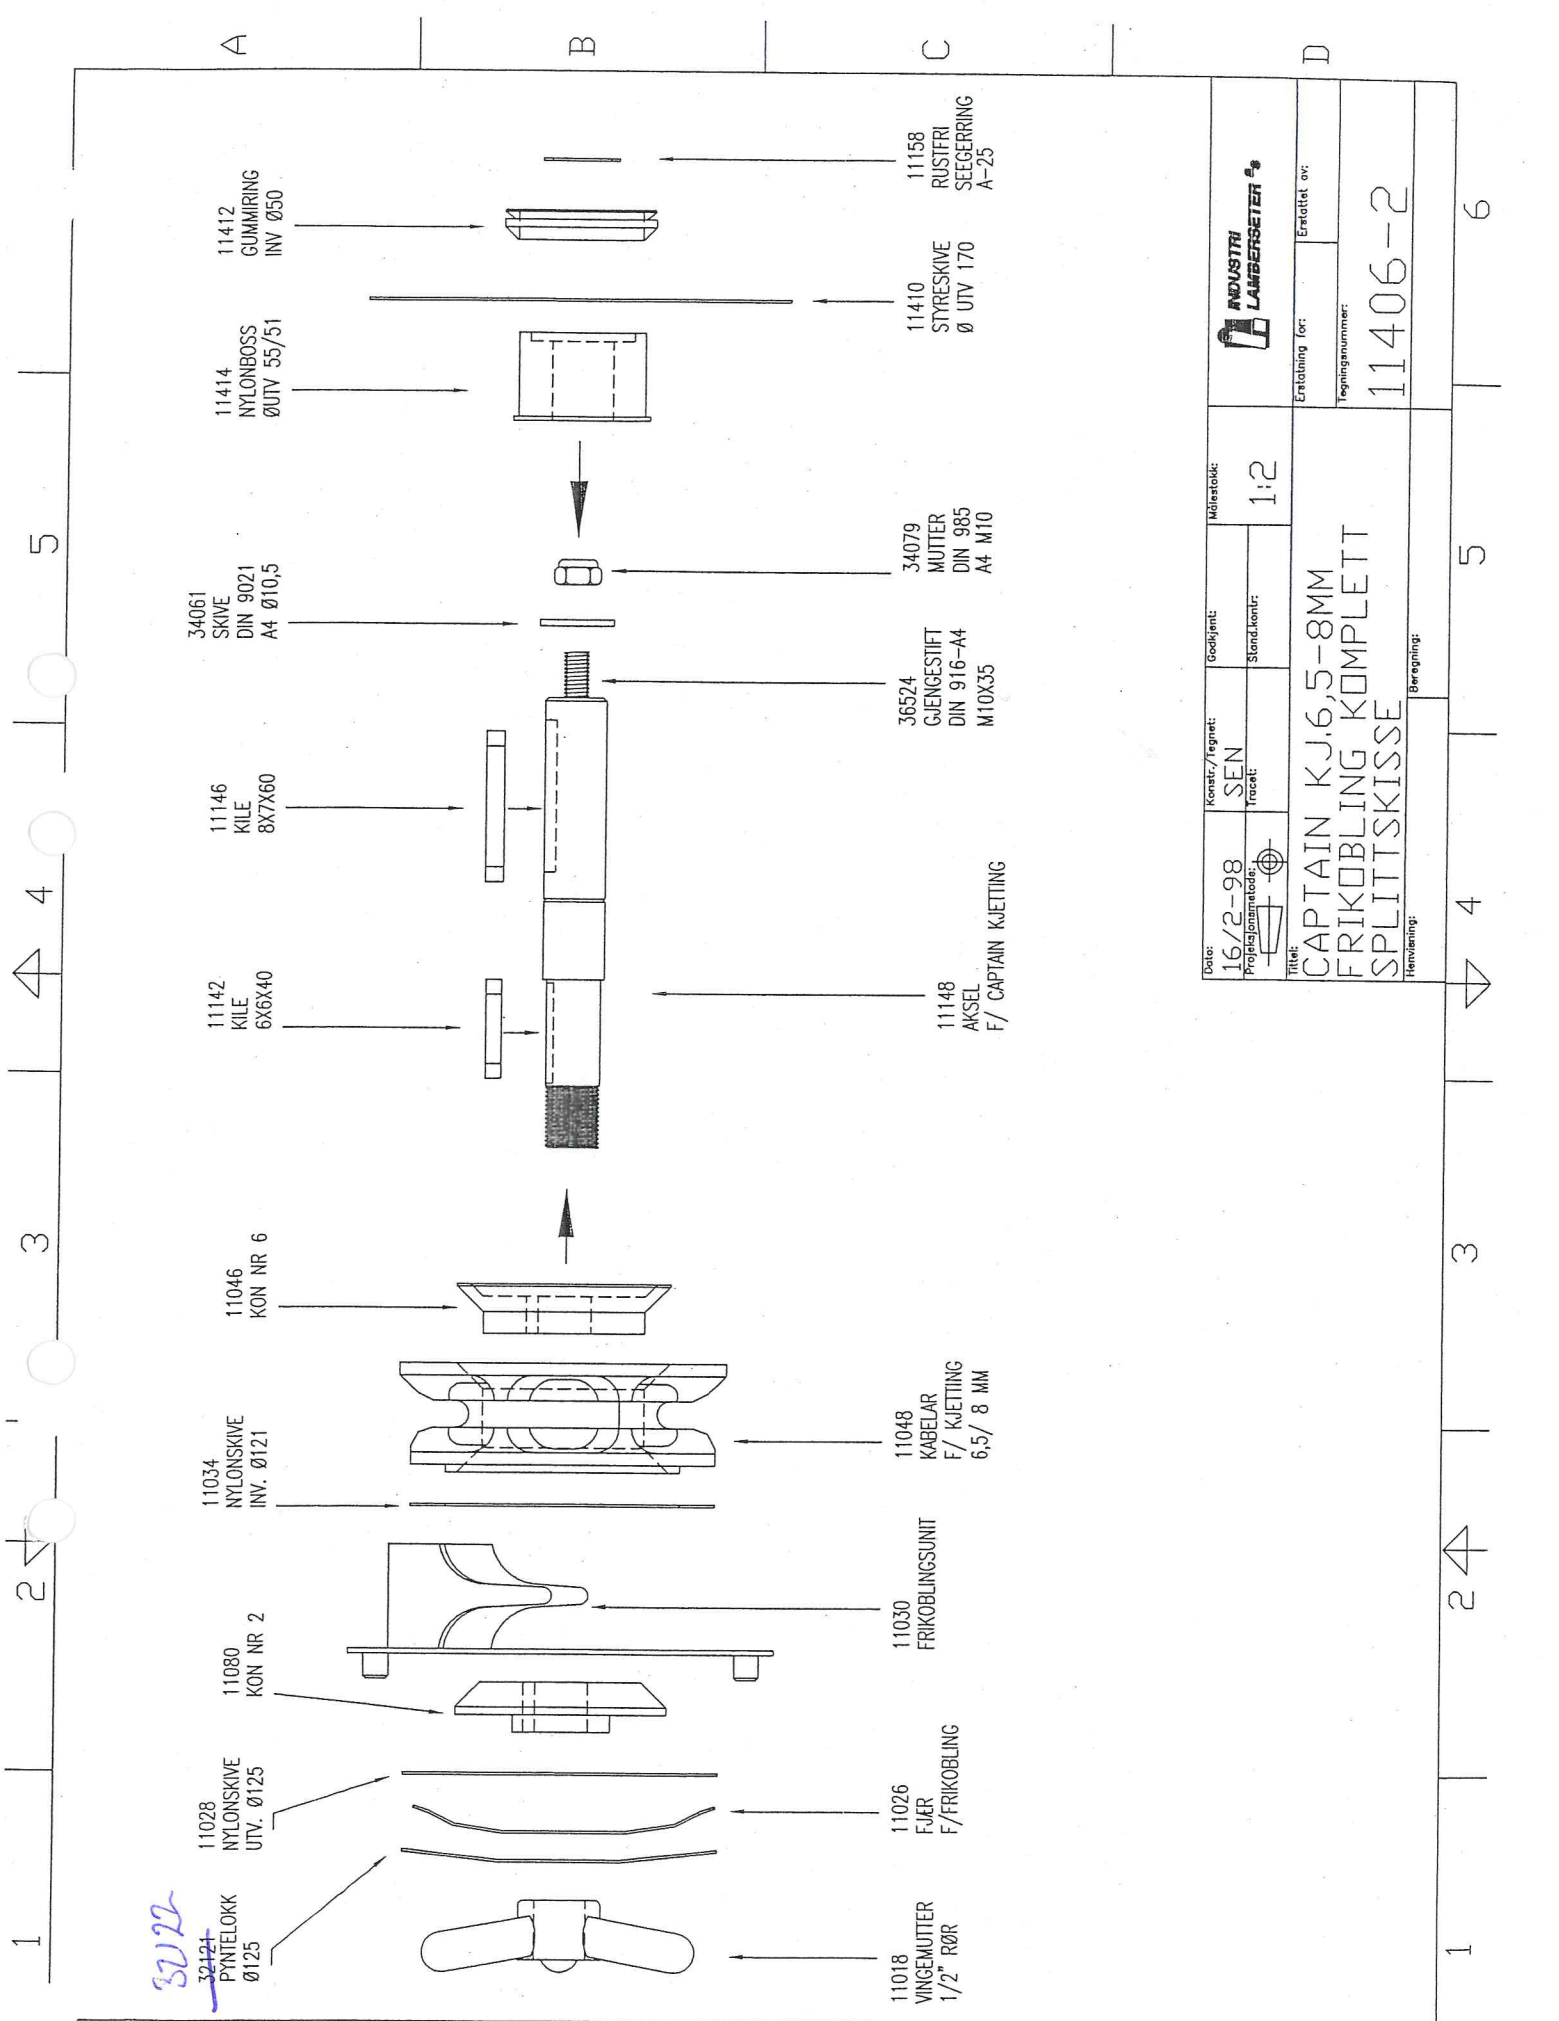 1
2
3
4
5
A
B
C
D
32122
32121
PYNTELOKK
Ø125
11028
NYLONSKIVE
UTV. Ø125
11080
KON NR 2
11034
NYLONSKIVE
INV. Ø121
11046
KON NR 6
11142
KILE
6X6X40
11146
KILE
8X7X60
34061
SKIVE
DIN 9021
A4 Ø10,5
11414
NYLONBOSS
ØUTV 55/51
11412
GUMMIRING
INV Ø50
11018
VINGEMUTTER
1/2" RØR
11026
FJÆR
F/FRIKOBLING
11030
FRIKOBLINGSUNIT
11048
KABELAR
F/ KJETTING
6,5/ 8 MM
11148
AKSEL
F/ CAPTAIN KJETTING
36524
GJENGESTIFT
DIN 916-A4
M10X35
34079
MUTTER
DIN 985
A4 M10
11410
STYRESKIVE
Ø UTV 170
11158
RUSTFRI
SEEGERRING
A-25
Dato:
16/2-98
Konstr./Tegnet:
SEN
Godkjent:
Målestokk:
1:2
Projeksjonsmetode:
Tracet:
Stand.kontr:
INDUSTRI
LAMBERSETER A/S
Tittel:
CAPTAIN KJ.6,5-8MM
FRIKOBLING KOMPLETT
SPLITTSKISSE
Erstatning for:
Erstattet av:
Tegningsnummer:
11406-2
Henvisning:
Beregning:
1
2
3
4
5
6